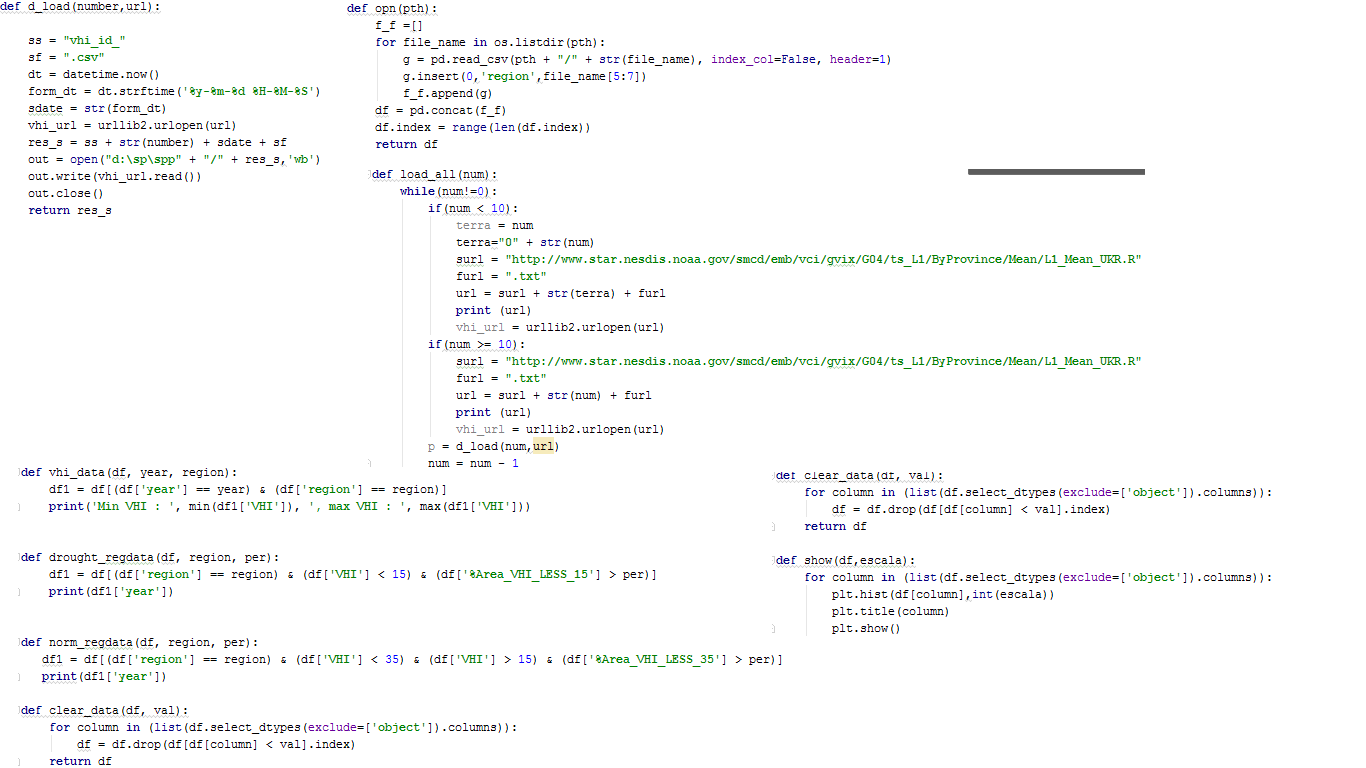 def d_load(number,url):
    ss = "vhi_id_"
    sf = ".csv"
    dt = datetime.now()
    form_dt = dt.strftime('%y-%m-%d %H-%M-%S')
    sdate = str(form_dt)
    vhi_url = urllib2.urlopen(url)
    res_s = ss + str(number) + sdate + sf
    out = open("d:\sp\spp" + "/" + res_s,'wb')
    out.write(vhi_url.read())
    out.close()
    return res_s
def opn(pth):
    f_f =[]
    for file_name in os.listdir(pth):
        g = pd.read_csv(pth + "/" + str(file_name), index_col=False, header=1)
        g.insert(0,'region',file_name[5:7])
        f_f.append(g)
    df = pd.concat(f_f)
    df.index = range(len(df.index))
    return df
def load_all(num):
    while(num!=0):
        if(num < 10):
            terra = num
            terra="0" + str(num)
            surl = "http://www.star.nesdis.noaa.gov/smcd/emb/vci/gvix/G04/ts_L1/ByProvince/Mean/L1_Mean_UKR.R"
            furl = ".txt"
            url = surl + str(terra) + furl
            print (url)
            vhi_url = urllib2.urlopen(url)
        if(num >= 10):
            surl = "http://www.star.nesdis.noaa.gov/smcd/emb/vci/gvix/G04/ts_L1/ByProvince/Mean/L1_Mean_UKR.R"
            furl = ".txt"
            url = surl + str(num) + furl
            print (url)
            vhi_url = urllib2.urlopen(url)
        p = d_load(num,url)
        num = num - 1
def vhi_data(df, year, region):
    df1 = df[(df['year'] == year) & (df['region'] == region)]
    print('Min VHI : ', min(df1['VHI']), ', max VHI : ', max(df1['VHI']))
def drought_regdata(df, region, per):
    df1 = df[(df['region'] == region) & (df['VHI'] < 15) & (df['%Area_VHI_LESS_15'] > per)]
    print(df1['year'])
def norm_regdata(df, region, per):
    df1 = df[(df['region'] == region) & (df['VHI'] < 35) & (df['VHI'] > 15) & (df['%Area_VHI_LESS_35'] > per)]
    print(df1['year'])
def clear_data(df, val):
    for column in (list(df.select_dtypes(exclude=['object']).columns)):
        df = df.drop(df[df[column] < val].index)
    return df
def clear_data(df, val):
    for column in (list(df.select_dtypes(exclude=['object']).columns)):
        df = df.drop(df[df[column] < val].index)
    return df
def show(df,escala):
    for column in (list(df.select_dtypes(exclude=['object']).columns)):
        plt.hist(df[column],int(escala))
        plt.title(column)
        plt.show()